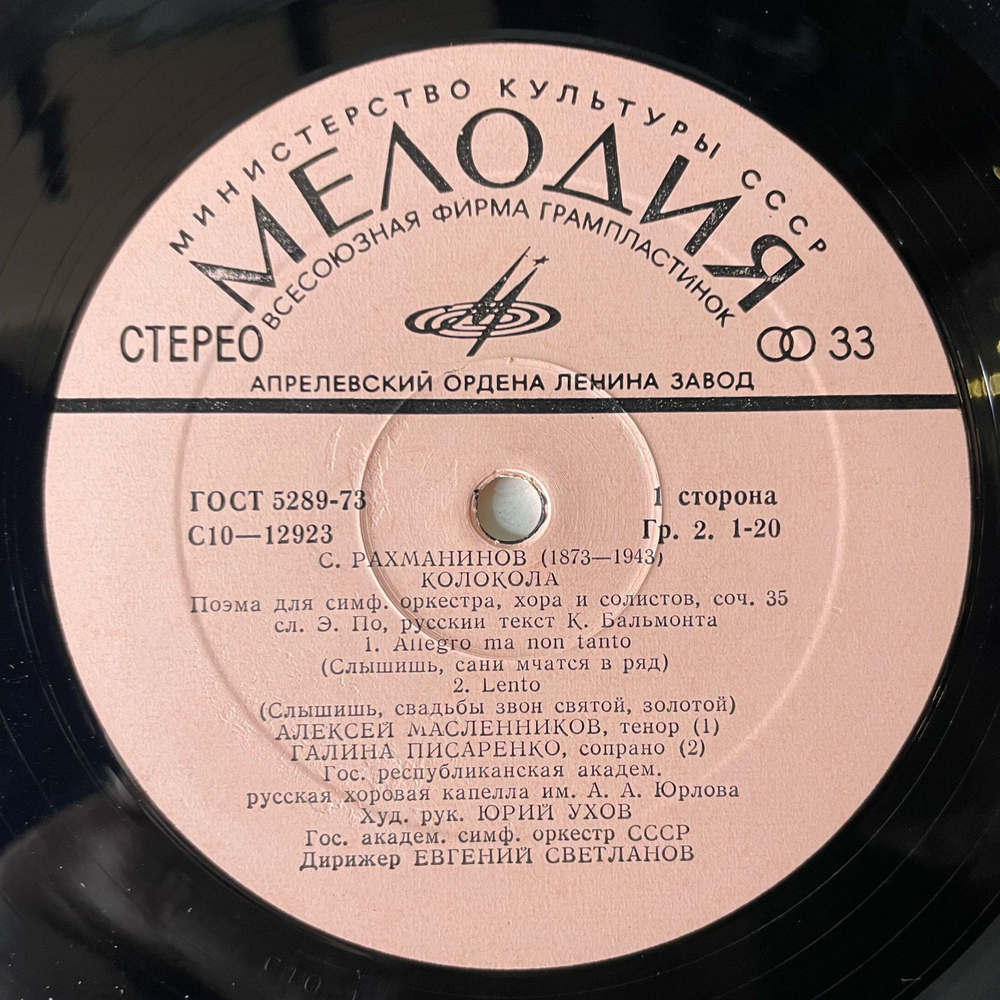 МИНИСТЕРСТВО КУЛЬТУРЫ СССР
МЕЛОДИЯ
ВСЕСОЮЗНАЯ ФИРМА ГРАМПЛАСТИНОК
СТЕРЕО
33
АПРЕЛЕВСКИЙ ОРДЕНА ЛЕНИНА ЗАВОД
ГОСТ 5289-73
1 сторона
С10—12923
Гр. 2. 1-20
С. РАХМАНИНОВ (1873—1943)
КОЛОКОЛА
Поэма для симф. оркестра, хора и солистов, соч. 35
сл. Э. По, русский текст К. Бальмонта
1. Allegro ma non tanto
(Слышишь, сани мчатся в ряд)
2. Lento
(Слышишь, свадьбы звон святой, золотой)
АЛЕКСЕЙ МАСЛЕННИКОВ, тенор (1)
ГАЛИНА ПИСАРЕНКО, сопрано (2)
Гос. республиканская академ.
русская хоровая капелла им. А. А. Юрлова
Худ. рук. ЮРИЙ УХОВ
Гос. академ. симф. оркестр СССР
Дирижер ЕВГЕНИЙ СВЕТЛАНОВ